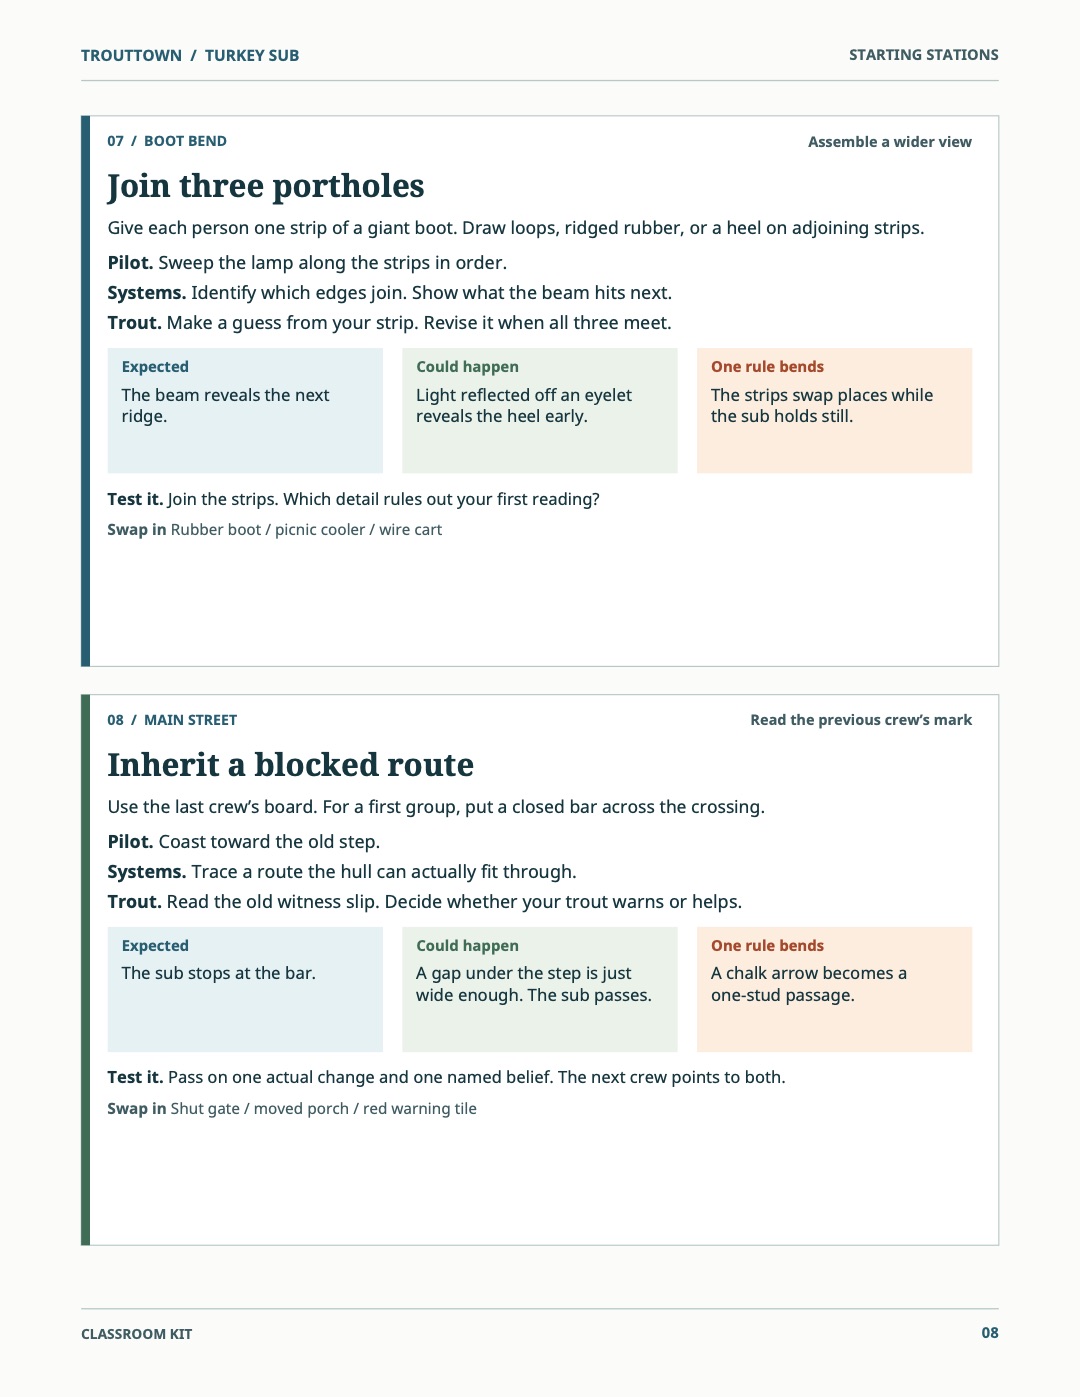 TROUTTOWN / TURKEY SUB
STARTING STATIONS
07 / BOOT BEND
Assemble a wider view
Join three portholes
Give each person one strip of a giant boot. Draw loops, ridged rubber, or a heel on adjoining strips.
Pilot. Sweep the lamp along the strips in order.
Systems. Identify which edges join. Show what the beam hits next.
Trout. Make a guess from your strip. Revise it when all three meet.
Expected
The beam reveals the next
ridge.
Could happen
Light reflected off an eyelet
reveals the heel early.
One rule bends
The strips swap places while
the sub holds still.
Test it. Join the strips. Which detail rules out your first reading?
Swap in Rubber boot / picnic cooler / wire cart
08 / MAIN STREET
Read the previous crew’s mark
Inherit a blocked route
Use the last crew’s board. For a first group, put a closed bar across the crossing.
Pilot. Coast toward the old step.
Systems. Trace a route the hull can actually fit through.
Trout. Read the old witness slip. Decide whether your trout warns or helps.
Expected
The sub stops at the bar.
Could happen
A gap under the step is just
wide enough. The sub passes.
One rule bends
A chalk arrow becomes a
one-stud passage.
Test it. Pass on one actual change and one named belief. The next crew points to both.
Swap in Shut gate / moved porch / red warning tile
CLASSROOM KIT
08